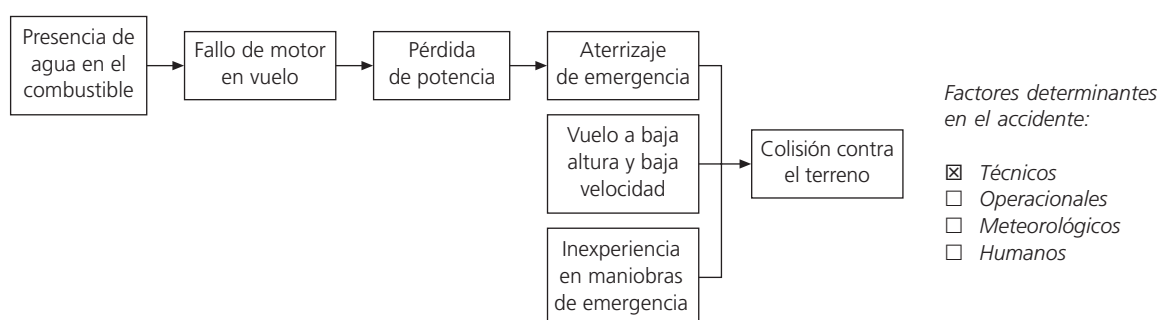 Presencia de
agua en el
combustible
Fallo de motor
en vuelo
Pérdida
de potencia
Aterrizaje
de emergencia
Vuelo a baja
altura y baja
velocidad
Inexperiencia
en maniobras
de emergencia
Colisión contra
el terreno
Factores determinantes
en el accidente:
☒ Técnicos
☐ Operacionales
☐ Meteorológicos
☐ Humanos